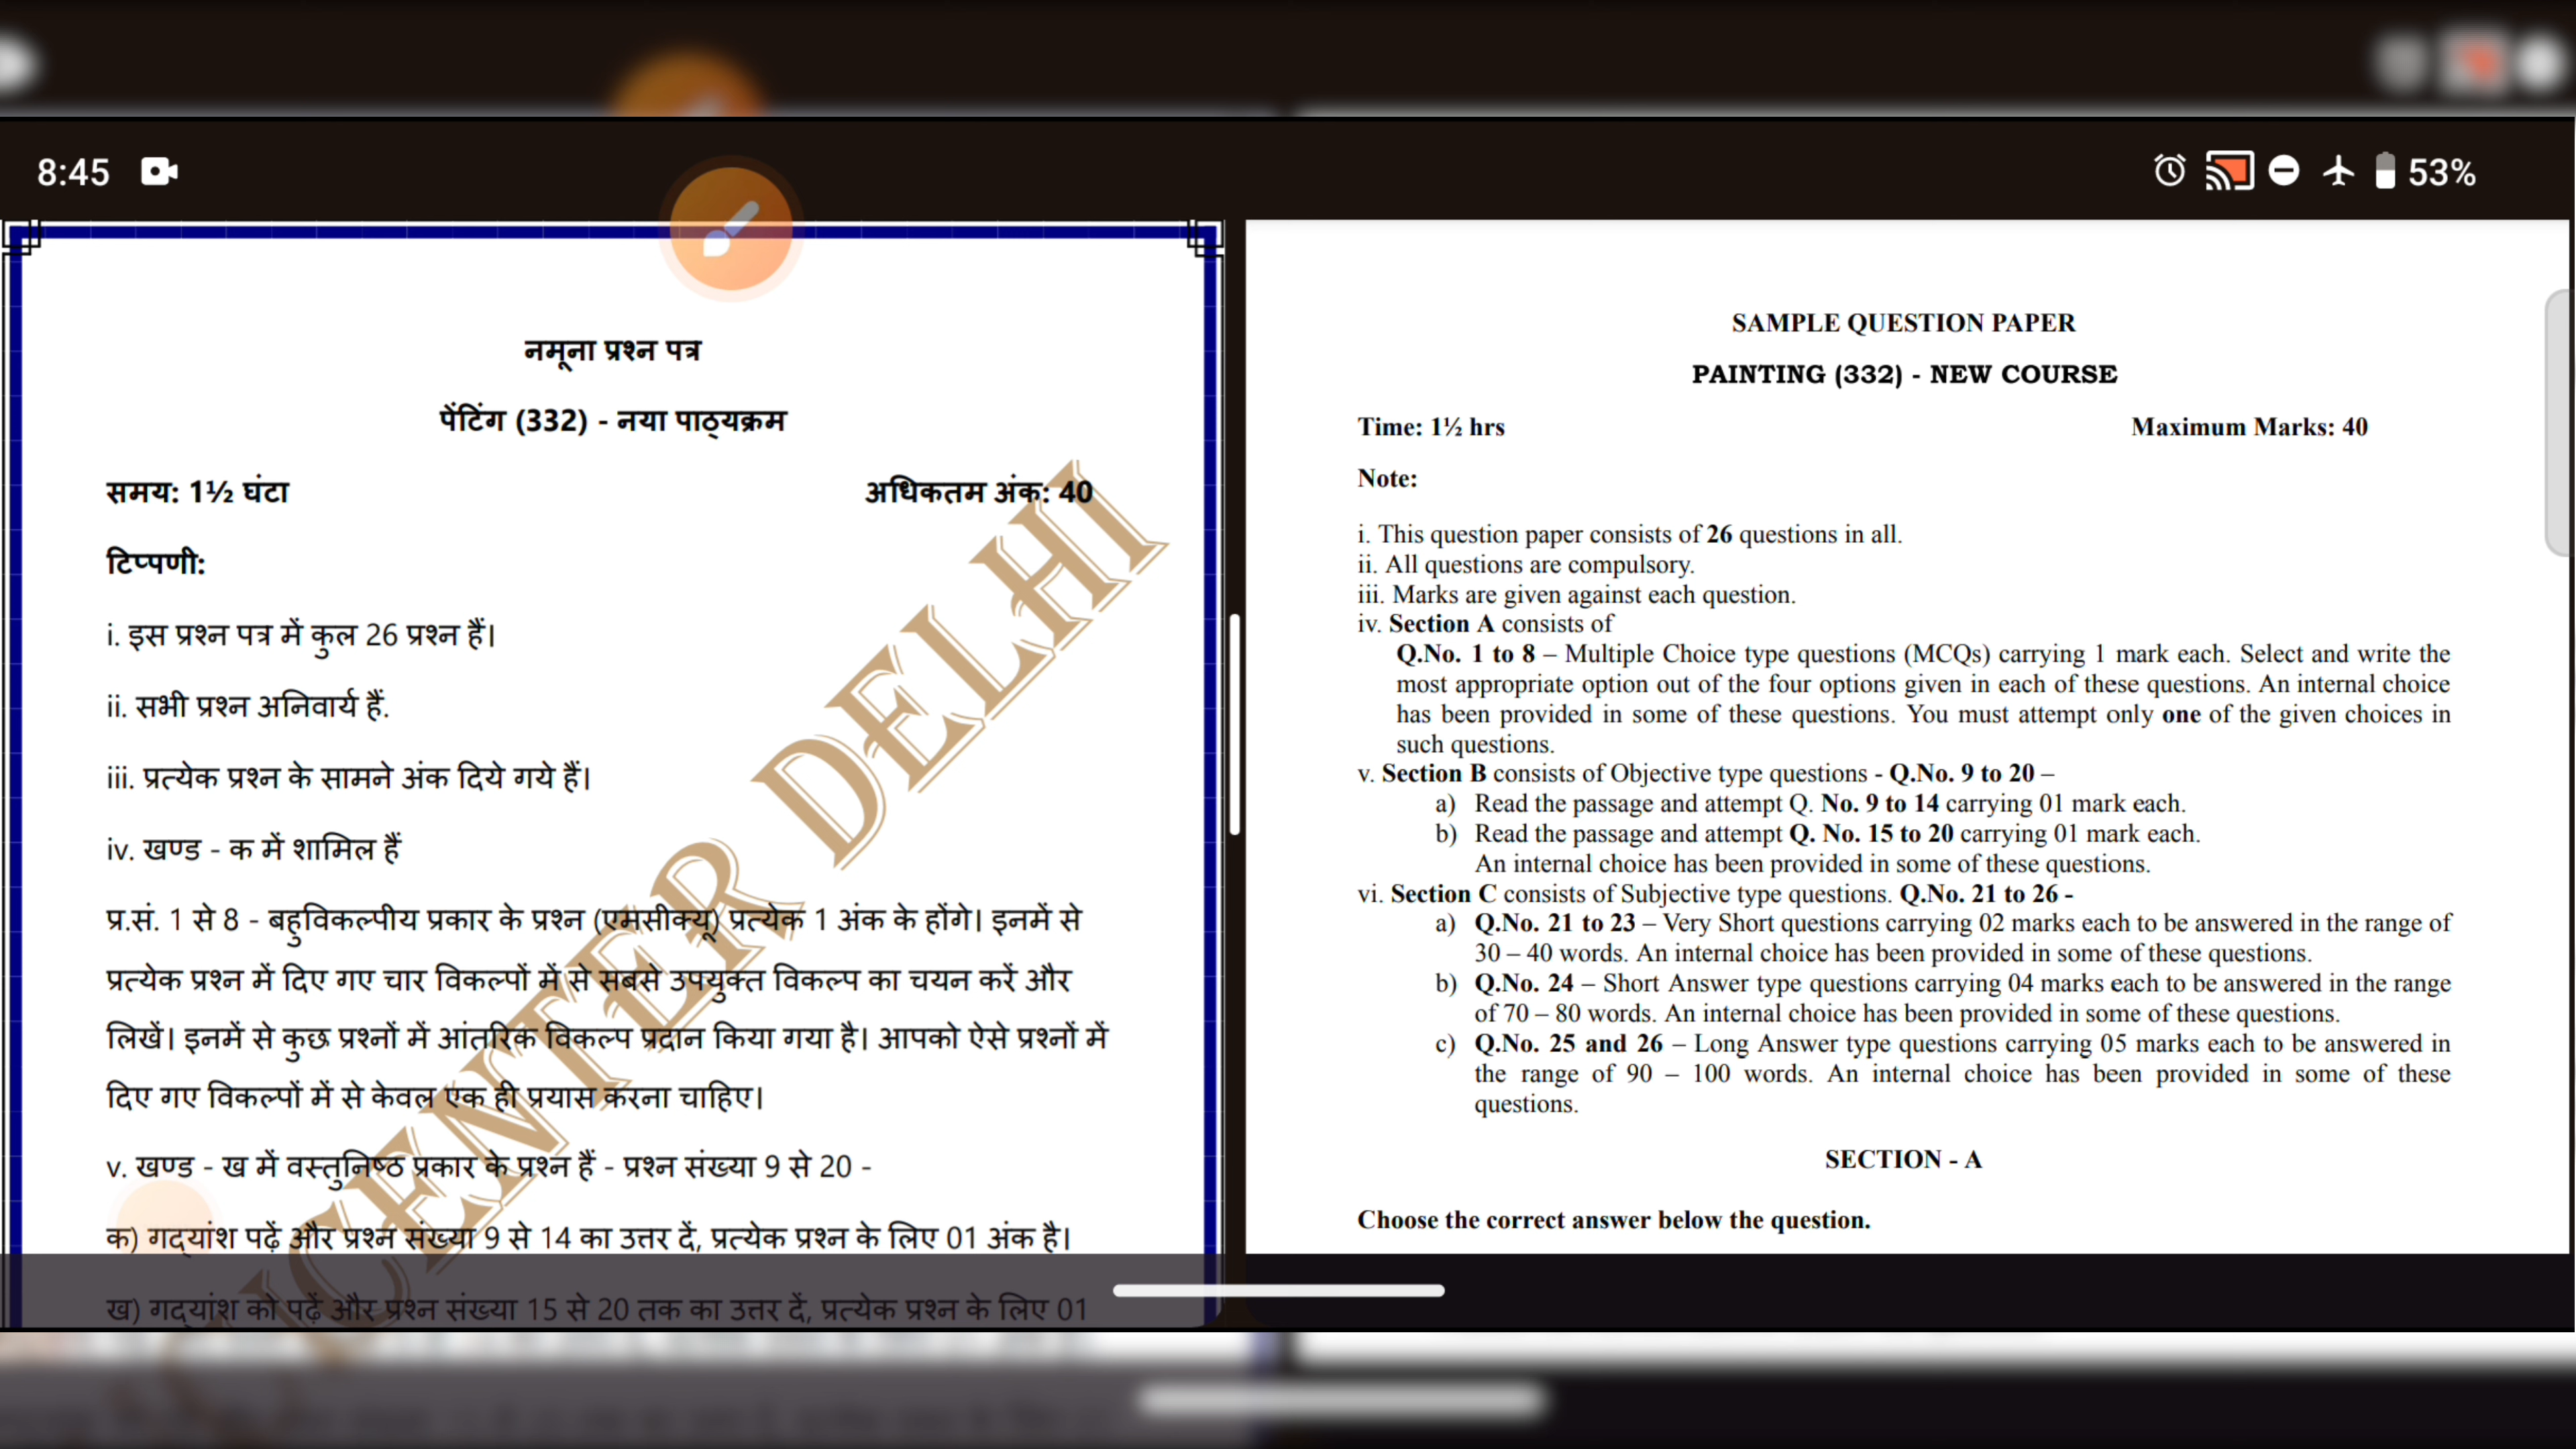 8:45
53%
नमूना प्रश्न पत्र
पेंटिंग (332) - नया पाठ्यक्रम
समय: 1½ घंटा
अधिकतम अंक: 40
टिप्पणी:
i. इस प्रश्न पत्र में कुल 26 प्रश्न हैं।
ii. सभी प्रश्न अनिवार्य हैं.
iii. प्रत्येक प्रश्न के सामने अंक दिये गये हैं।
iv. खण्ड - क में शामिल हैं
प्र.सं. 1 से 8 - बहुविकल्पीय प्रकार के प्रश्न (एमसीक्यू) प्रत्येक 1 अंक के होंगे। इनमें से
प्रत्येक प्रश्न में दिए गए चार विकल्पों में से सबसे उपयुक्त विकल्प का चयन करें और
लिखें। इनमें से कुछ प्रश्नों में आंतरिक विकल्प प्रदान किया गया है। आपको ऐसे प्रश्नों में
दिए गए विकल्पों में से केवल एक ही प्रयास करना चाहिए।
v. खण्ड - ख में वस्तुनिष्ठ प्रकार के प्रश्न हैं - प्रश्न संख्या 9 से 20 -
क) गद्यांश पढ़ें और प्रश्न संख्या 9 से 14 का उत्तर दें, प्रत्येक प्रश्न के लिए 01 अंक है।
ख) गद्यांश को पढ़ें और प्रश्न संख्या 15 से 20 तक का उत्तर दें, प्रत्येक प्रश्न के लिए 01
CENTER DELHI
SAMPLE QUESTION PAPER
PAINTING (332) - NEW COURSE
Time: 1½ hrs
Maximum Marks: 40
Note:
i. This question paper consists of 26 questions in all.
ii. All questions are compulsory.
iii. Marks are given against each question.
iv. Section A consists of
Q.No. 1 to 8 – Multiple Choice type questions (MCQs) carrying 1 mark each. Select and write the
most appropriate option out of the four options given in each of these questions. An internal choice
has been provided in some of these questions. You must attempt only one of the given choices in
such questions.
v. Section B consists of Objective type questions - Q.No. 9 to 20 –
a) Read the passage and attempt Q. No. 9 to 14 carrying 01 mark each.
b) Read the passage and attempt Q. No. 15 to 20 carrying 01 mark each.
An internal choice has been provided in some of these questions.
vi. Section C consists of Subjective type questions. Q.No. 21 to 26 -
a) Q.No. 21 to 23 – Very Short questions carrying 02 marks each to be answered in the range of
30 – 40 words. An internal choice has been provided in some of these questions.
b) Q.No. 24 – Short Answer type questions carrying 04 marks each to be answered in the range
of 70 – 80 words. An internal choice has been provided in some of these questions.
c) Q.No. 25 and 26 – Long Answer type questions carrying 05 marks each to be answered in
the range of 90 – 100 words. An internal choice has been provided in some of these
questions.
SECTION - A
Choose the correct answer below the question.